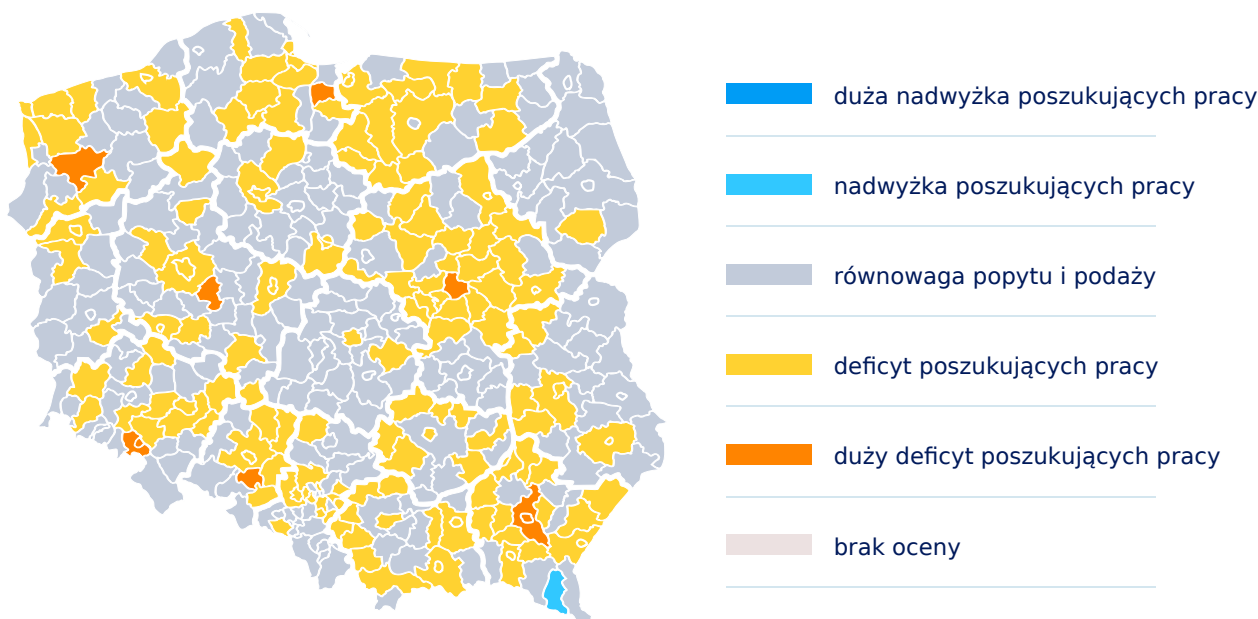 duża nadwyżka poszukujących pracy
nadwyżka poszukujących pracy
równowaga popytu i podaży
deficyt poszukujących pracy
duży deficyt poszukujących pracy
brak oceny